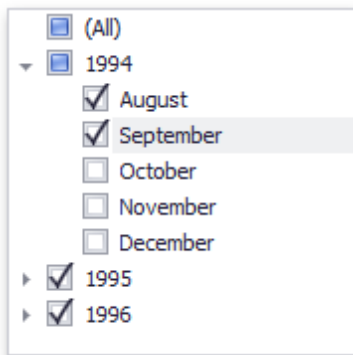 (All)
1994
August
September
October
November
December
1995
1996